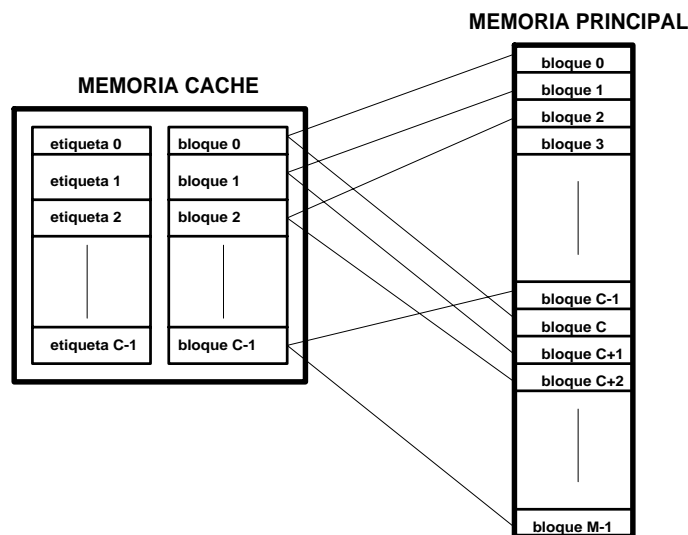 MEMORIA PRINCIPAL
MEMORIA CACHE
etiqueta 0
etiqueta 1
etiqueta 2
etiqueta C-1
bloque 0
bloque 1
bloque 2
bloque C-1
bloque 0
bloque 1
bloque 2
bloque 3
bloque C-1
bloque C
bloque C+1
bloque C+2
bloque M-1